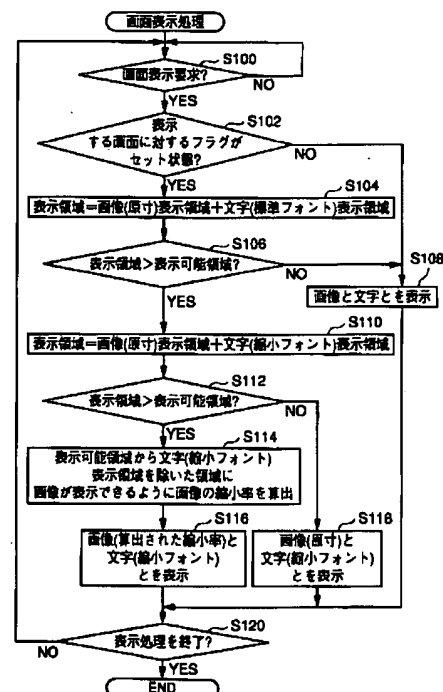 画面表示処理
S100
画面表示要求?
NO
YES
S102
表示
する画面に対するフラグが
セット状態?
NO
YES
S104
表示領域=画像(原寸)表示領域+文字(標準フォント)表示領域
S106
表示領域>表示可能領域?
NO
S108
画像と文字とを表示
YES
S110
表示領域=画像(原寸)表示領域+文字(縮小フォント)表示領域
S112
表示領域>表示可能領域?
NO
YES
S114
表示可能領域から文字(縮小フォント)
表示領域を除いた領域に
画像が表示できるように画像の縮小率を算出
S116
画像(算出された縮小率)と
文字(縮小フォント)
とを表示
S118
画像(原寸)と
文字(縮小フォント)
とを表示
S120
表示処理を終了?
NO
YES
END